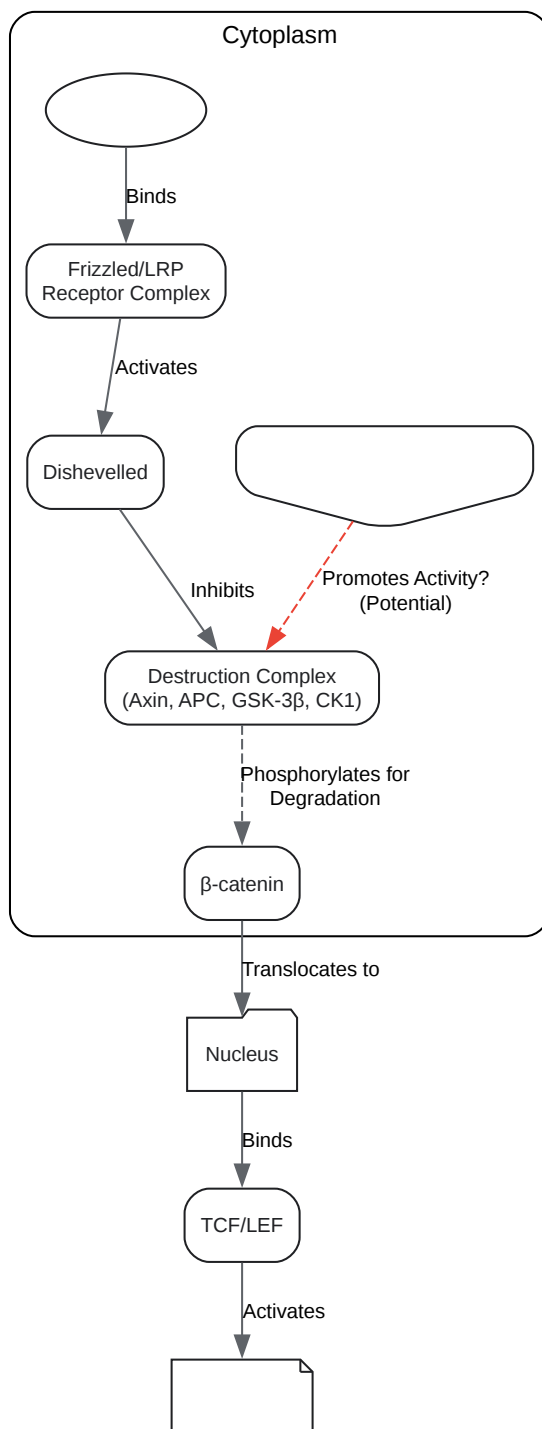 Cytoplasm
Binds
Frizzled/LRP
Receptor Complex
Activates
Dishevelled
Inhibits
Promotes Activity?
(Potential)
Destruction Complex
(Axin, APC, GSK-3β, CK1)
Phosphorylates for
Degradation
β-catenin
Translocates to
Nucleus
Binds
TCF/LEF
Activates